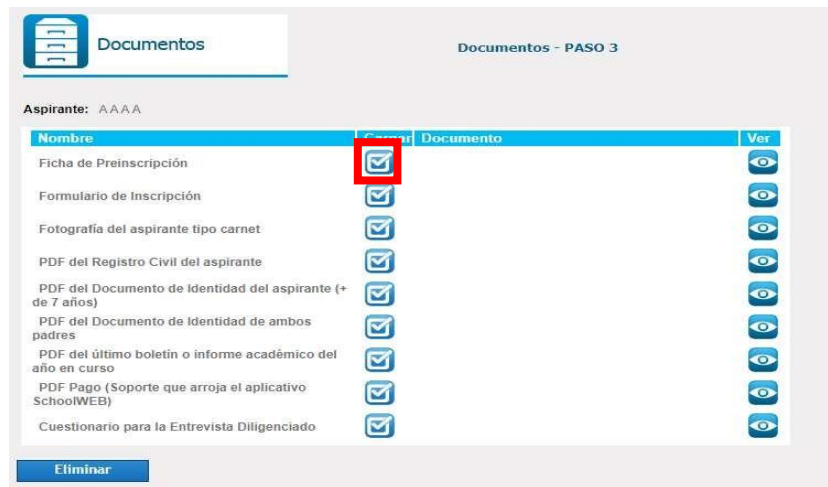 Documentos
Documentos - PASO 3
Aspirante: AAAA
Nombre Documento Ver
Ficha de Preinscripción
Formulario de Inscripción
Fotografía del aspirante tipo carnet
PDF del Registro Civil del aspirante
PDF del Documento de Identidad del aspirante (+
de 7 años)
PDF del Documento de Identidad de ambos
padres
PDF del último boletín o informe académico del
año en curso
PDF Pago (Soporte que arroja el aplicativo
SchoolWEB)
Cuestionario para la Entrevista Diligenciado
Eliminar